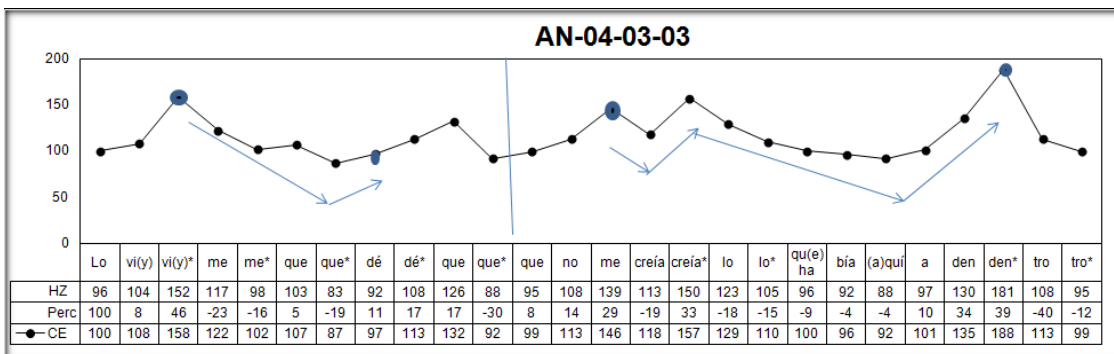 AN-04-03-03
200
150
100
50
0
Lo vi(y) vi(y)* me me* que que* dé dé* que que* que no me creía creía* lo lo* qu(e) ha bía (a)quí a den den* tro tro*
HZ 96 104 152 117 98 103 83 92 108 126 88 95 108 139 113 150 123 105 96 92 88 97 130 181 108 95
Perc 100 8 46 -23 -16 5 -19 11 17 17 -30 8 14 29 -19 33 -18 -15 -9 -4 -4 10 34 39 -40 -12
CE 100 108 158 122 102 107 87 97 113 132 92 99 113 146 118 157 129 110 100 96 92 101 135 188 113 99